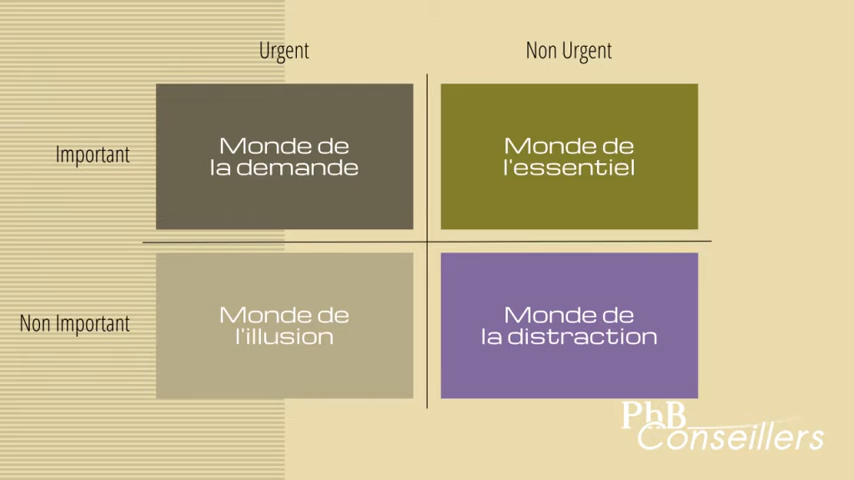 Urgent
Non Urgent
Important
Monde de
la demande
Monde de
l'essentiel
Non Important
Monde de
l'illusion
Monde de
la distraction
PhB
Conseillers